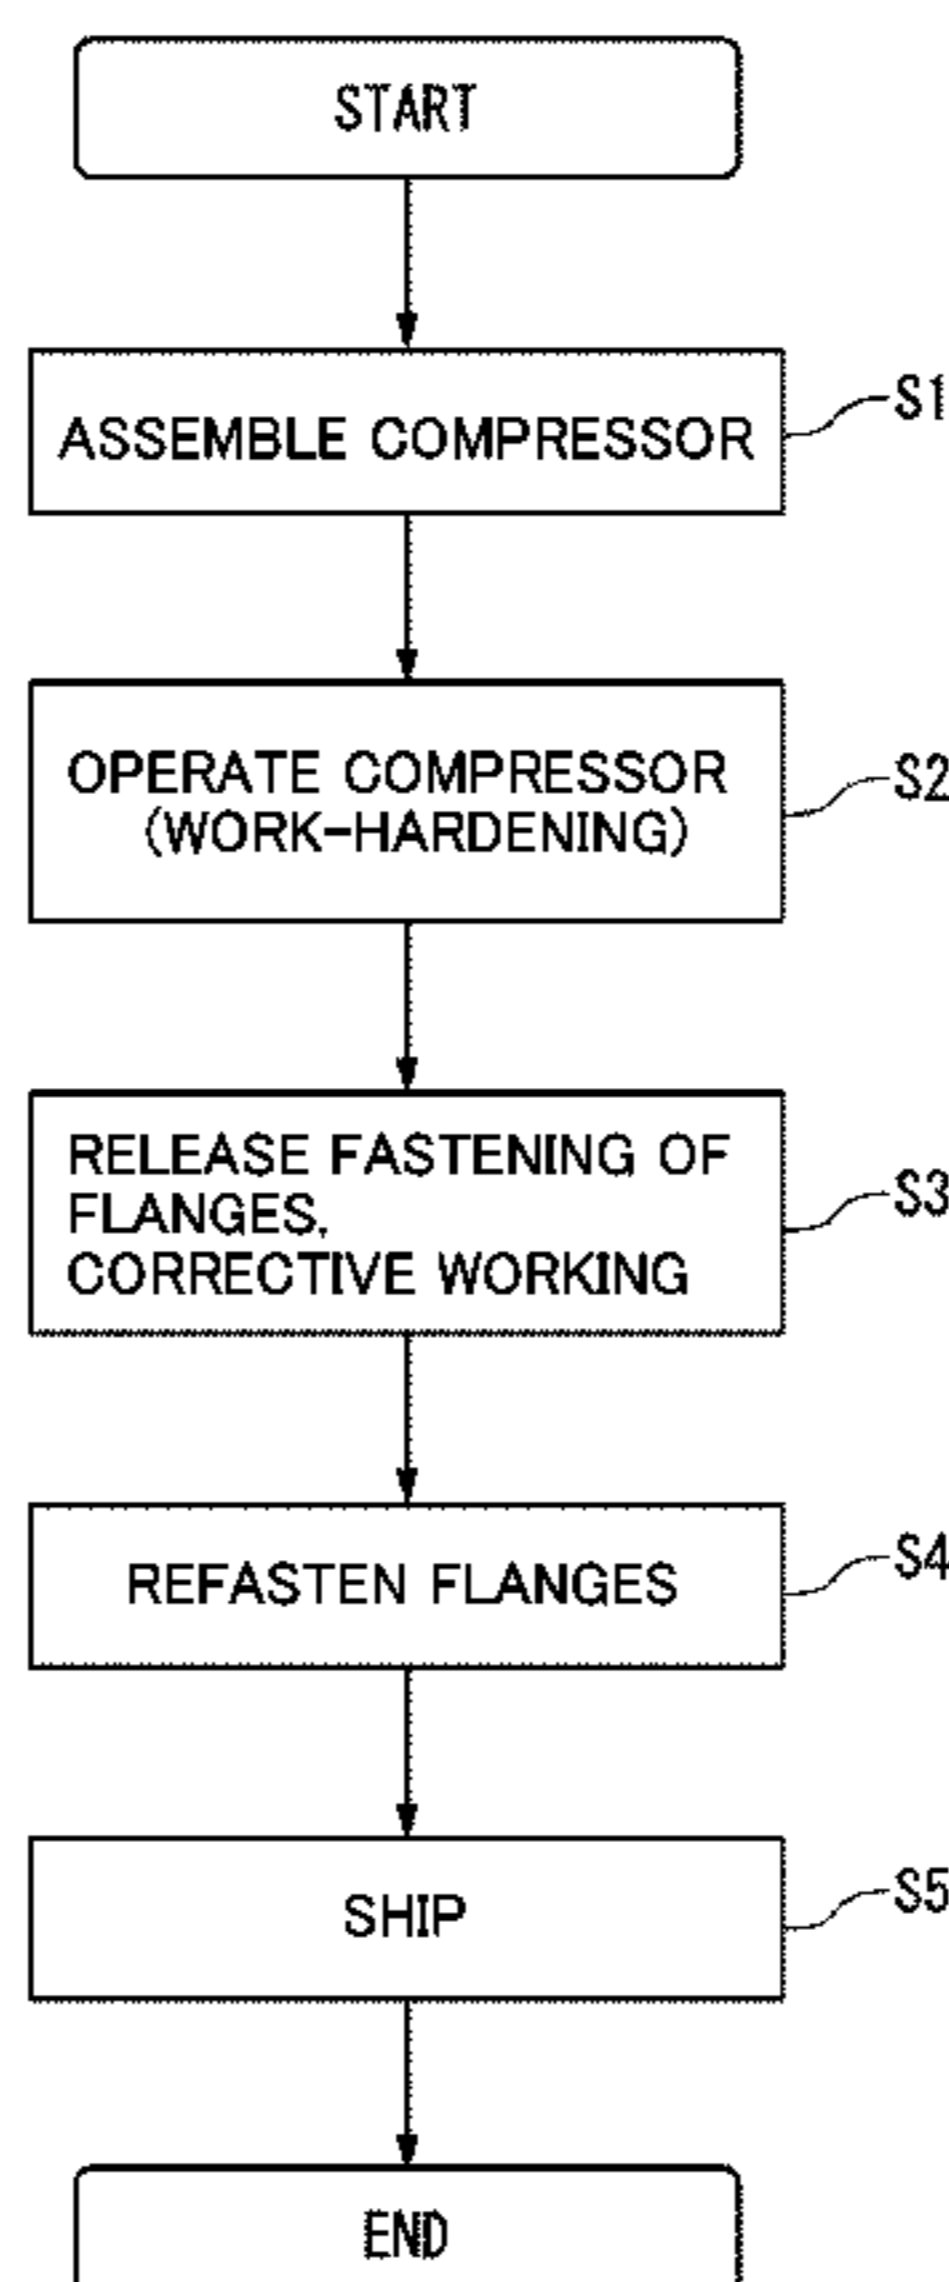 START
ASSEMBLE COMPRESSOR
S1
OPERATE COMPRESSOR
(WORK-HARDENING)
S2
RELEASE FASTENING OF
FLANGES,
CORRECTIVE WORKING
S3
REFASTEN FLANGES
S4
SHIP
S5
END